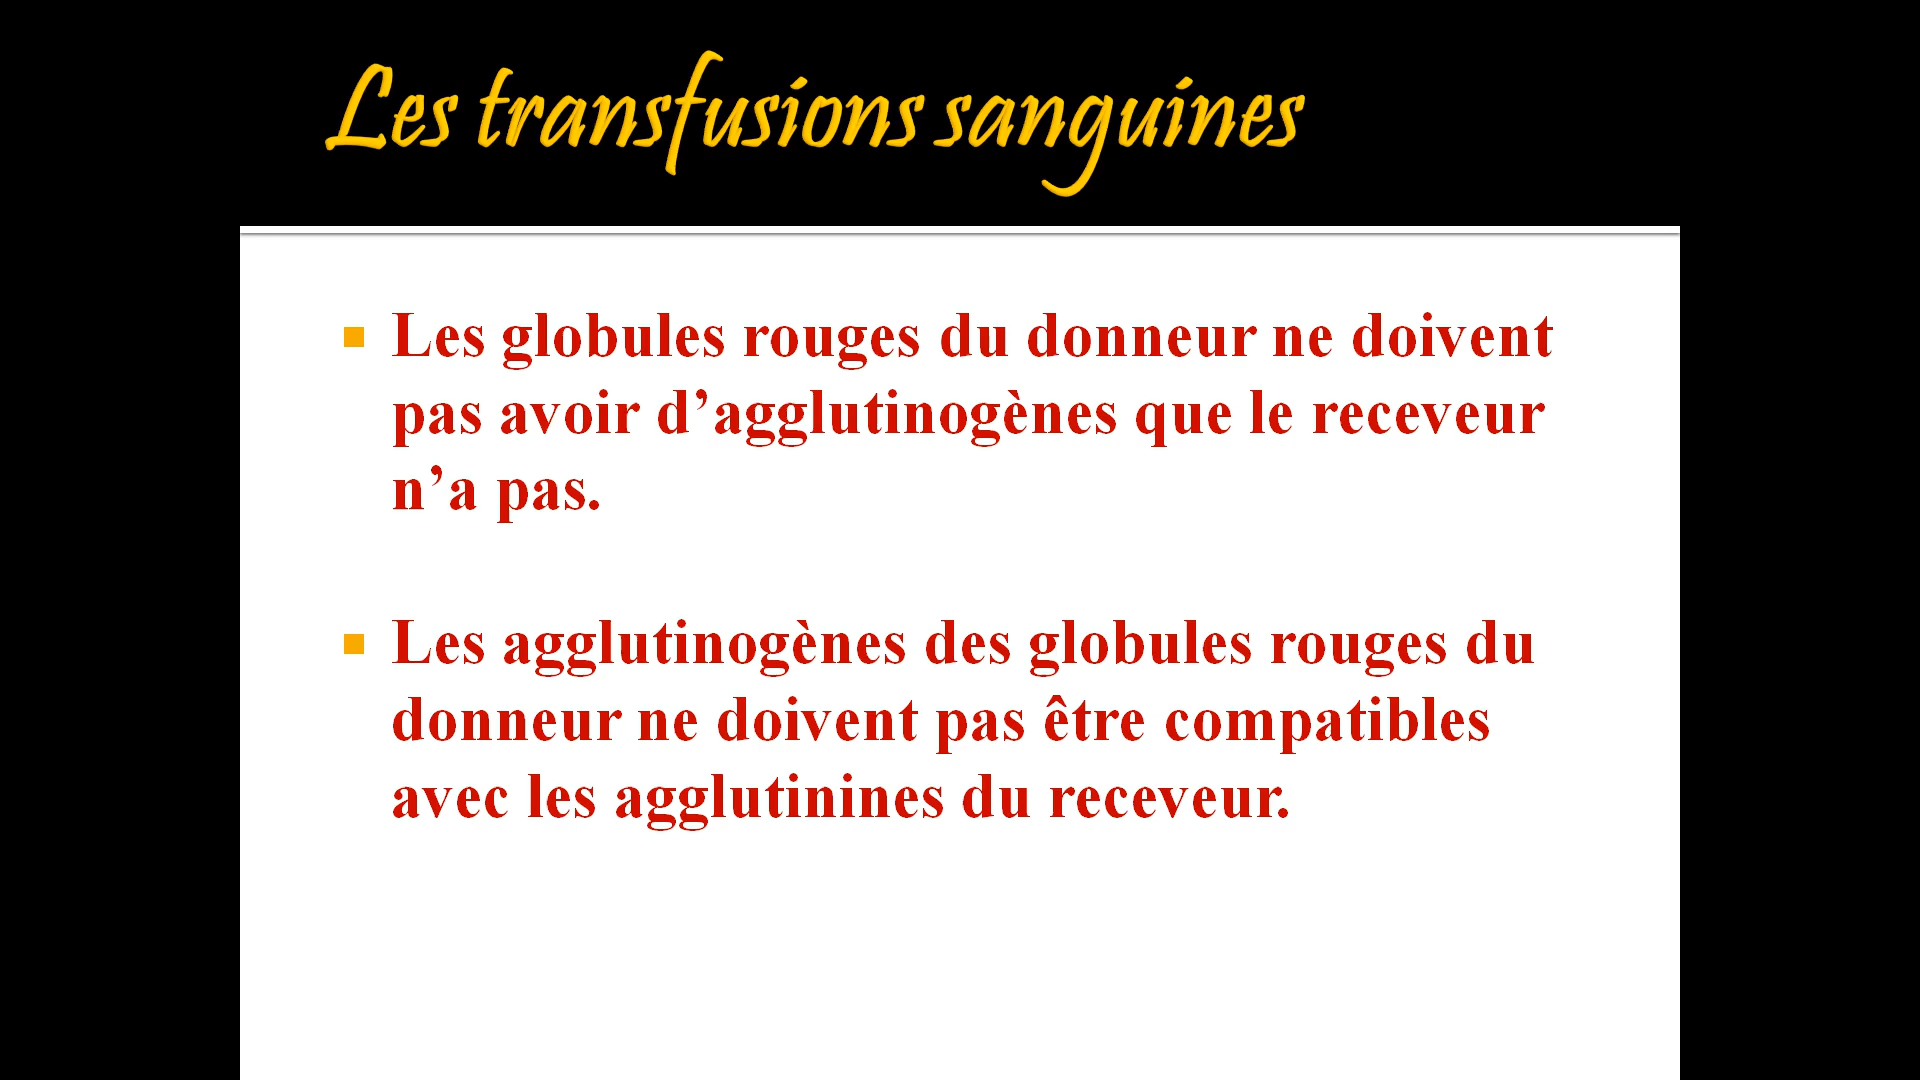 Les transfusions sanguines
Les globules rouges du donneur ne doivent
pas avoir d’agglutinogènes que le receveur
n’a pas.
Les agglutinogènes des globules rouges du
donneur ne doivent pas être compatibles
avec les agglutinines du receveur.